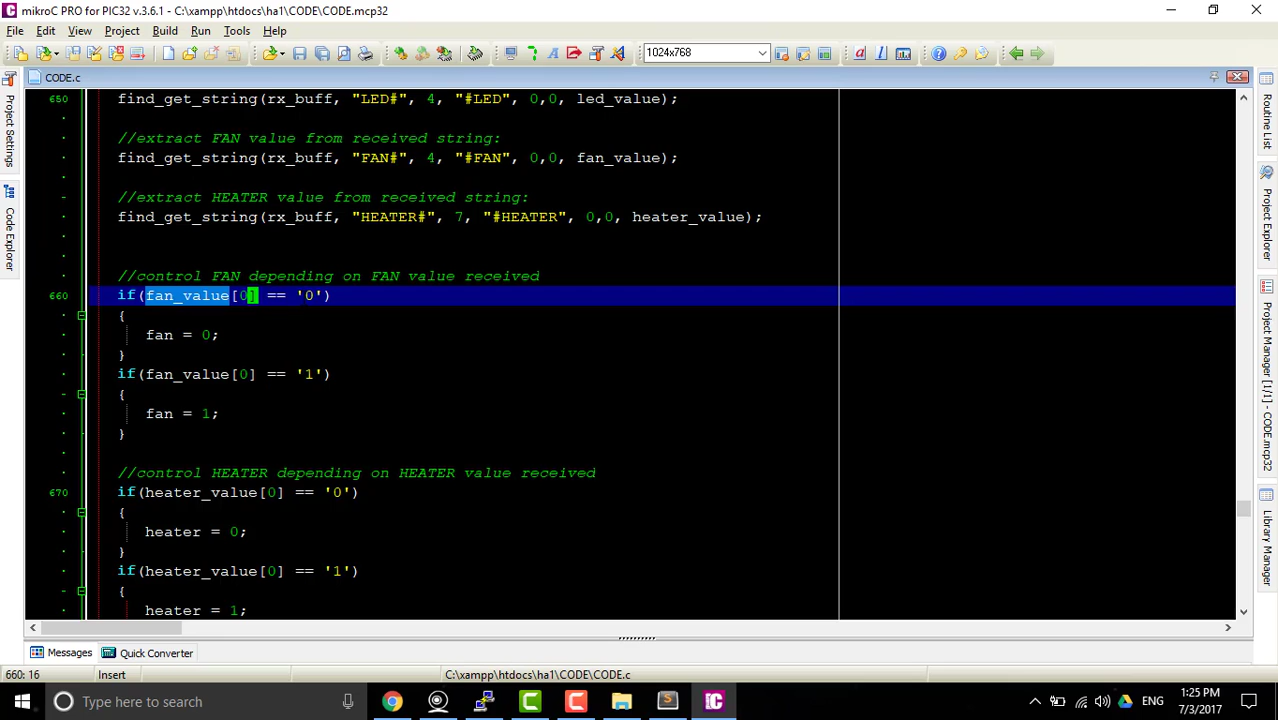 mikroC PRO for PIC32 v.3.6.1 - C:\xampp\htdocs\ha1\CODE\CODE.mcp32
File Edit View Project Build Run Tools Help
1024x768
CODE.c
650 find_get_string(rx_buff, "LED#", 4, "#LED", 0,0, led_value);
//extract FAN value from received string:
find_get_string(rx_buff, "FAN#", 4, "#FAN", 0,0, fan_value);
//extract HEATER value from received string:
find_get_string(rx_buff, "HEATER#", 7, "#HEATER", 0,0, heater_value);
//control FAN depending on FAN value received
660 if(fan_value[0] == '0')
{
fan = 0;
}
if(fan_value[0] == '1')
{
fan = 1;
}
//control HEATER depending on HEATER value received
670 if(heater_value[0] == '0')
{
heater = 0;
}
if(heater_value[0] == '1')
{
heater = 1;
Project Settings
Code Explorer
Routine List
Project Explorer
Project Manager [1/1] - CODE.mcp32
Library Manager
Messages Quick Converter
660: 16 Insert C:\xampp\htdocs\ha1\CODE\CODE.c
Type here to search
ENG
1:25 PM
7/3/2017